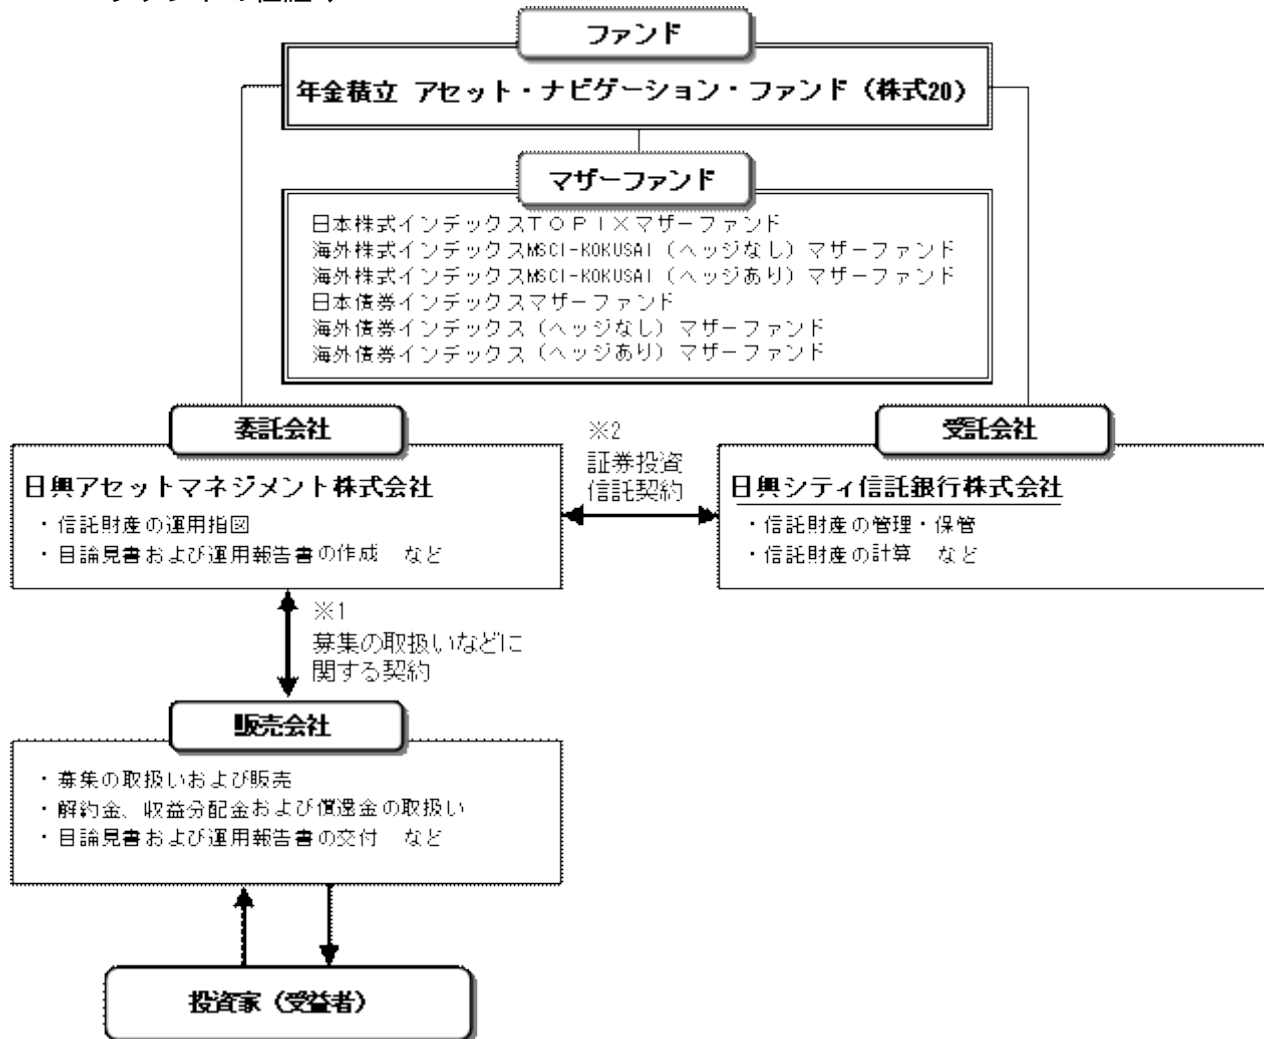 ファンドの仕組み
ファンド
年金積立 アセット・ナビゲーション・ファンド（株式20）
マザーファンド
日本株式インデックスＴＯＰＩＸマザーファンド
海外株式インデックスMSCI-KOKUSAI（ヘッジなし）マザーファンド
海外株式インデックスMSCI-KOKUSAI（ヘッジあり）マザーファンド
日本債券インデックスマザーファンド
海外債券インデックス（ヘッジなし）マザーファンド
海外債券インデックス（ヘッジあり）マザーファンド
委託会社
日興アセットマネジメント株式会社
・信託財産の運用指図
・目論見書および運用報告書の作成　など
※2
証券投資
信託契約
受託会社
日興シティ信託銀行株式会社
・信託財産の管理・保管
・信託財産の計算　など
※1
募集の取扱いなどに
関する契約
販売会社
・募集の取扱いおよび販売
・解約金、収益分配金および償還金の取扱い
・目論見書および運用報告書の交付　など
投資家（受益者）